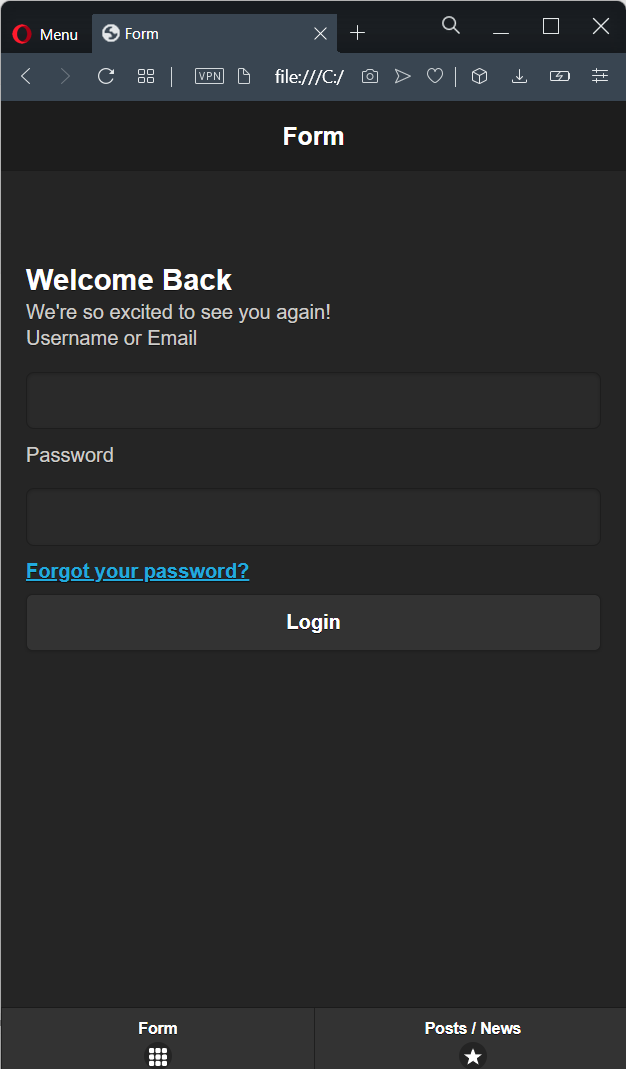 Menu
Form
VPN
file:///C:/
Form
Welcome Back
We're so excited to see you again!
Username or Email
Password
Forgot your password?
Login
Form
Posts / News